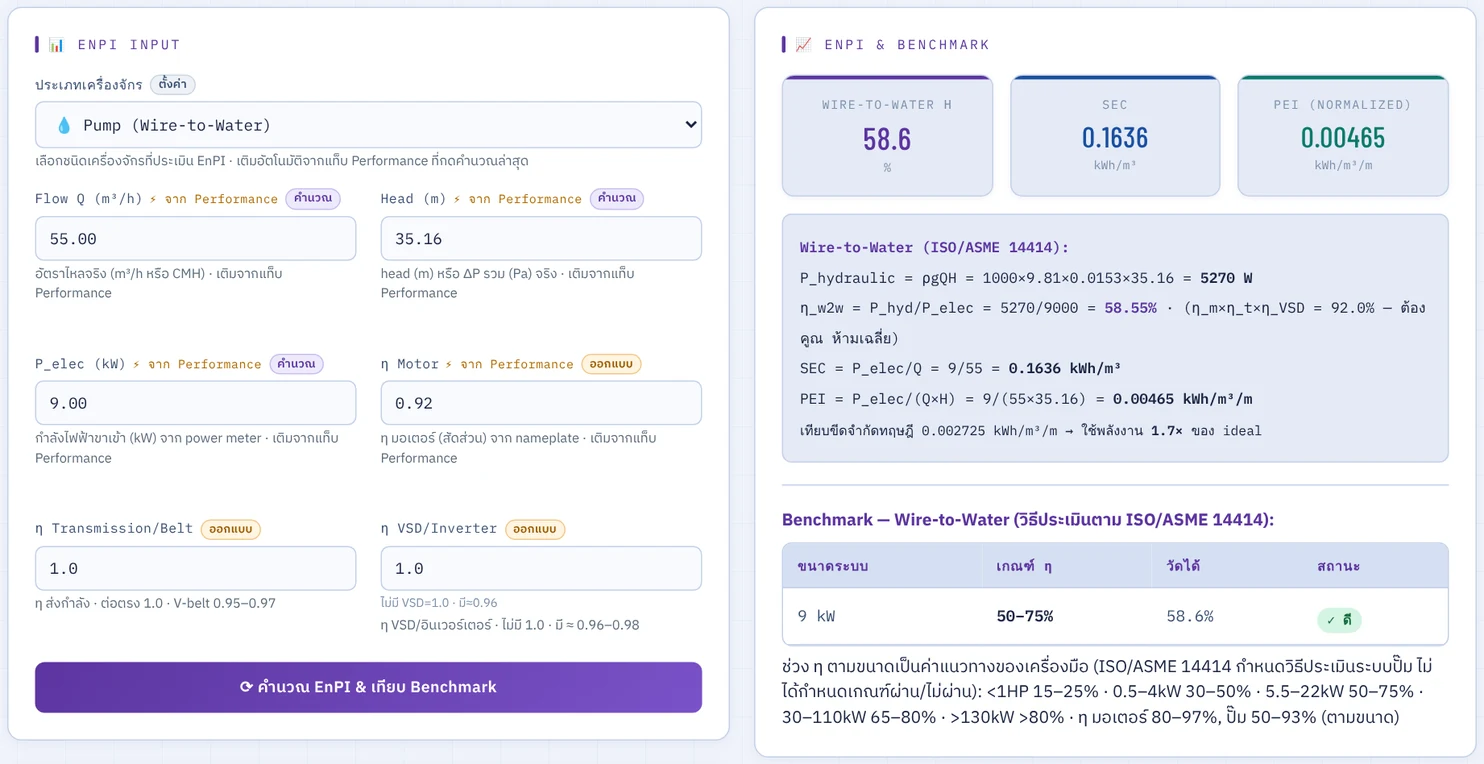 ENPI INPUT
ประเภทเครื่องจักร ตั้งค่า
Pump (Wire-to-Water)
เลือกชนิดเครื่องจักรที่ประเมิน EnPI · เติมอัตโนมัติจากแท็บ Performance ที่กดคำนวณล่าสุด
Flow Q (m³/h) ⚡ จาก Performance คำนวณ
55.00
อัตราไหลจริง (m³/h หรือ CMH) · เติมจากแท็บ
Performance
Head (m) ⚡ จาก Performance คำนวณ
35.16
head (m) หรือ ΔP รวม (Pa) จริง · เติมจากแท็บ
Performance
P_elec (kW) ⚡ จาก Performance คำนวณ
9.00
กำลังไฟฟ้าขาเข้า (kW) จาก power meter · เติมจากแท็บ
Performance
η Motor ⚡ จาก Performance ออกแบบ
0.92
η มอเตอร์ (สัดส่วน) จาก nameplate · เติมจากแท็บ
Performance
η Transmission/Belt ออกแบบ
1.0
η ส่งกำลัง · ต่อตรง 1.0 · V-belt 0.95–0.97
η VSD/Inverter ออกแบบ
1.0
ไม่มี VSD=1.0 · มี≈0.96
η VSD/อินเวอร์เตอร์ · ไม่มี 1.0 · มี ≈ 0.96–0.98
⟳ คำนวณ EnPI & เทียบ Benchmark
ENPI & BENCHMARK
WIRE-TO-WATER Η
58.6
%
SEC
0.1636
kWh/m³
PEI (NORMALIZED)
0.00465
kWh/m³/m
Wire-to-Water (ISO/ASME 14414):
P_hydraulic = ρgQH = 1000×9.81×0.0153×35.16 = 5270 W
η_w2w = P_hyd/P_elec = 5270/9000 = 58.55% · (η_m×η_t×η_VSD = 92.0% — ต้อง
คูณ ห้ามเฉลี่ย)
SEC = P_elec/Q = 9/55 = 0.1636 kWh/m³
PEI = P_elec/(Q×H) = 9/(55×35.16) = 0.00465 kWh/m³/m
เทียบขีดจำกัดทฤษฎี 0.002725 kWh/m³/m → ใช้พลังงาน 1.7× ของ ideal
Benchmark — Wire-to-Water (วิธีประเมินตาม ISO/ASME 14414):
ขนาดระบบ เกณฑ์ η วัดได้ สถานะ
9 kW 50–75% 58.6% ✓ ดี
ช่วง η ตามขนาดเป็นค่าแนวทางของเครื่องมือ (ISO/ASME 14414 กำหนดวิธีประเมินระบบปั๊ม ไม่
ได้กำหนดเกณฑ์ผ่าน/ไม่ผ่าน): <1HP 15–25% · 0.5–4kW 30–50% · 5.5–22kW 50–75% ·
30–110kW 65–80% · >130kW >80% · η มอเตอร์ 80–97%, ปั๊ม 50–93% (ตามขนาด)